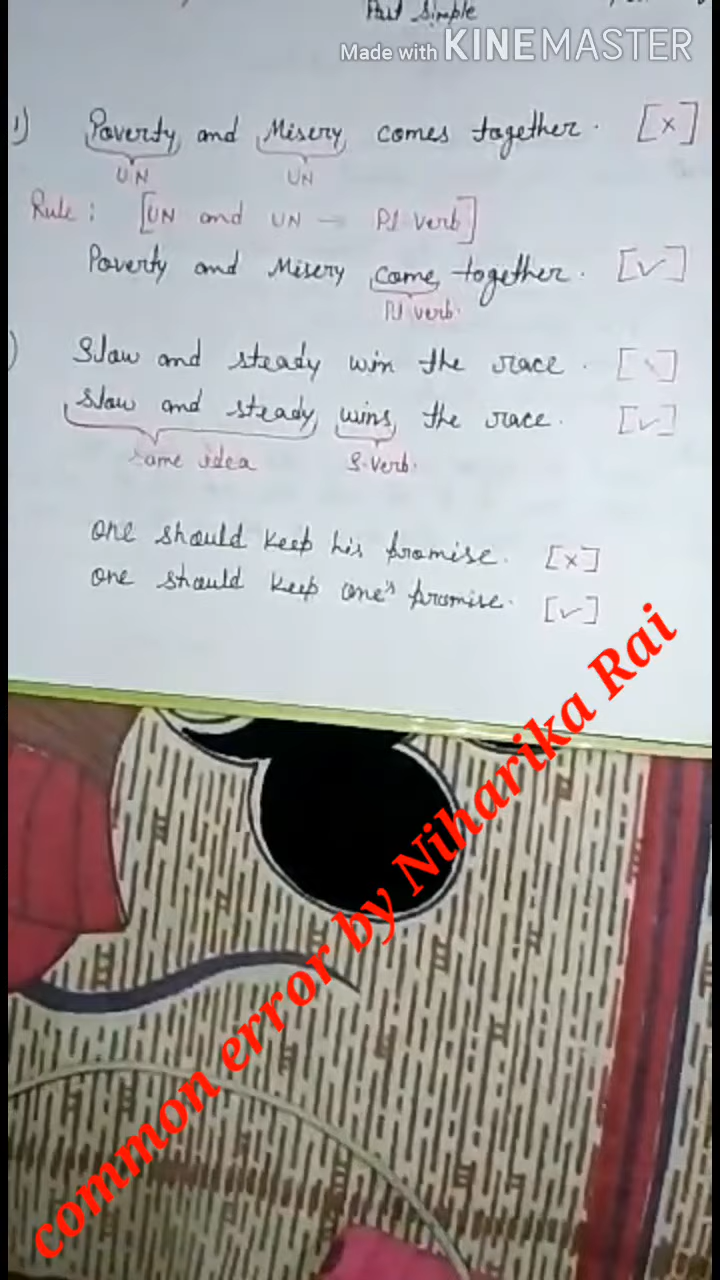 Past Simple
Made with KINEMASTER
1) Poverty and Misery comes together. [x]
UN UN
Rule: [UN and UN — Pl verb]
Poverty and Misery come together. [✓]
Pl verb.
) Slow and steady win the race.
Slow and steady wins the race. [✓]
Same idea S.verb.
One should keep his promise. [x]
One should keep one's promise. [✓]
common error by Niharika Rai